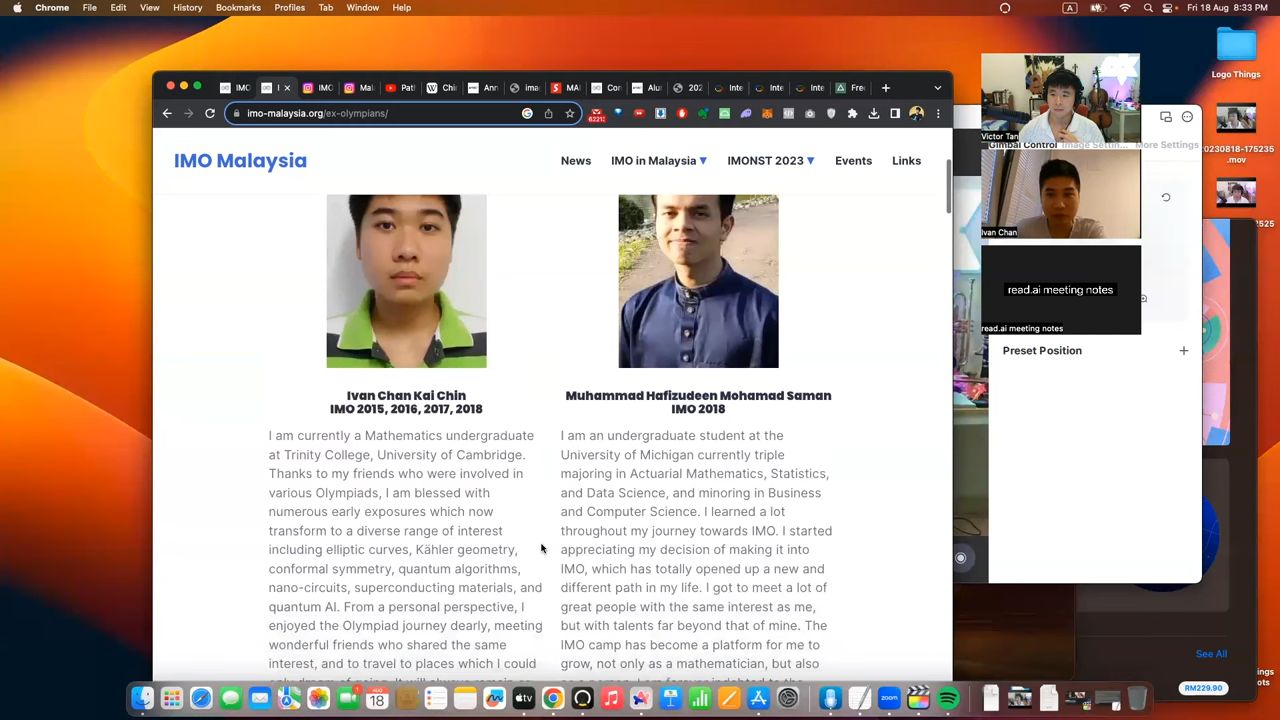 Chrome File Edit View History Bookmarks Profiles Tab Window Help
A
Fri 18 Aug 8:33 PM
Logo Things
imo-malaysia.org/ex-olympians/
62213
IMO Malaysia
News IMO in Malaysia ▼ IMONST 2023 ▼ Events Links
Ivan Chan Kai Chin
IMO 2015, 2016, 2017, 2018
I am currently a Mathematics undergraduate
at Trinity College, University of Cambridge.
Thanks to my friends who were involved in
various Olympiads, I am blessed with
numerous early exposures which now
transform to a diverse range of interest
including elliptic curves, Kähler geometry,
conformal symmetry, quantum algorithms,
nano-circuits, superconducting materials, and
quantum AI. From a personal perspective, I
enjoyed the Olympiad journey dearly, meeting
wonderful friends who shared the same
interest, and to travel to places which I could
Muhammad Hafizudeen Mohamad Saman
IMO 2018
I am an undergraduate student at the
University of Michigan currently triple
majoring in Actuarial Mathematics, Statistics,
and Data Science, and minoring in Business
and Computer Science. I learned a lot
throughout my journey towards IMO. I started
appreciating my decision of making it into
IMO, which has totally opened up a new and
different path in my life. I got to meet a lot of
great people with the same interest as me,
but with talents far beyond that of mine. The
IMO camp has become a platform for me to
grow, not only as a mathematician, but also
Victor Tan
Gimbal Control Image Settin... More Settings
Ivan Chan
read.ai meeting notes
read.ai meeting notes
Preset Position +
0230818-175235
.mov
2525
See All
RM229.90